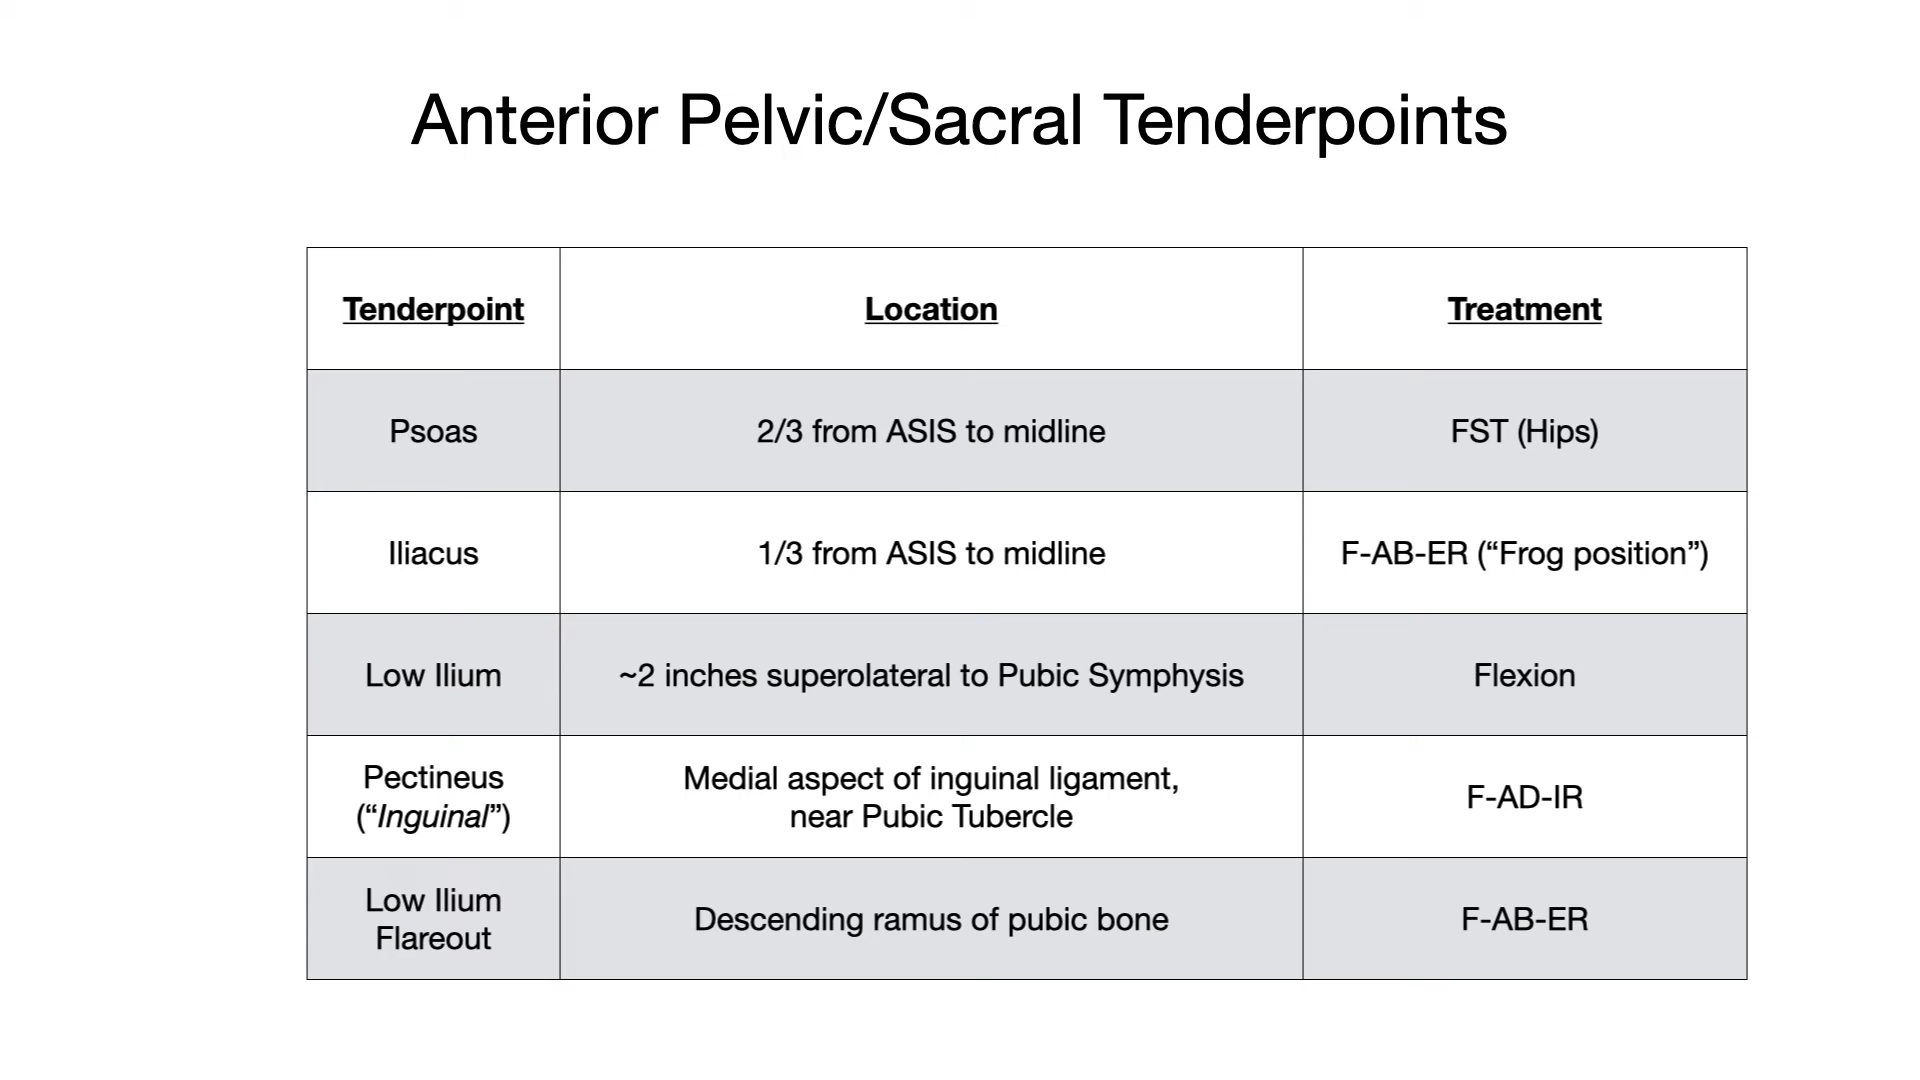 Anterior Pelvic/Sacral Tenderpoints
Tenderpoint Location Treatment
Psoas 2/3 from ASIS to midline FST (Hips)
Iliacus 1/3 from ASIS to midline F-AB-ER (“Frog position”)
Low Ilium ~2 inches superolateral to Pubic Symphysis Flexion
Pectineus
(“Inguinal”)
Medial aspect of inguinal ligament,
near Pubic Tubercle
F-AD-IR
Low Ilium
Flareout
Descending ramus of pubic bone
F-AB-ER